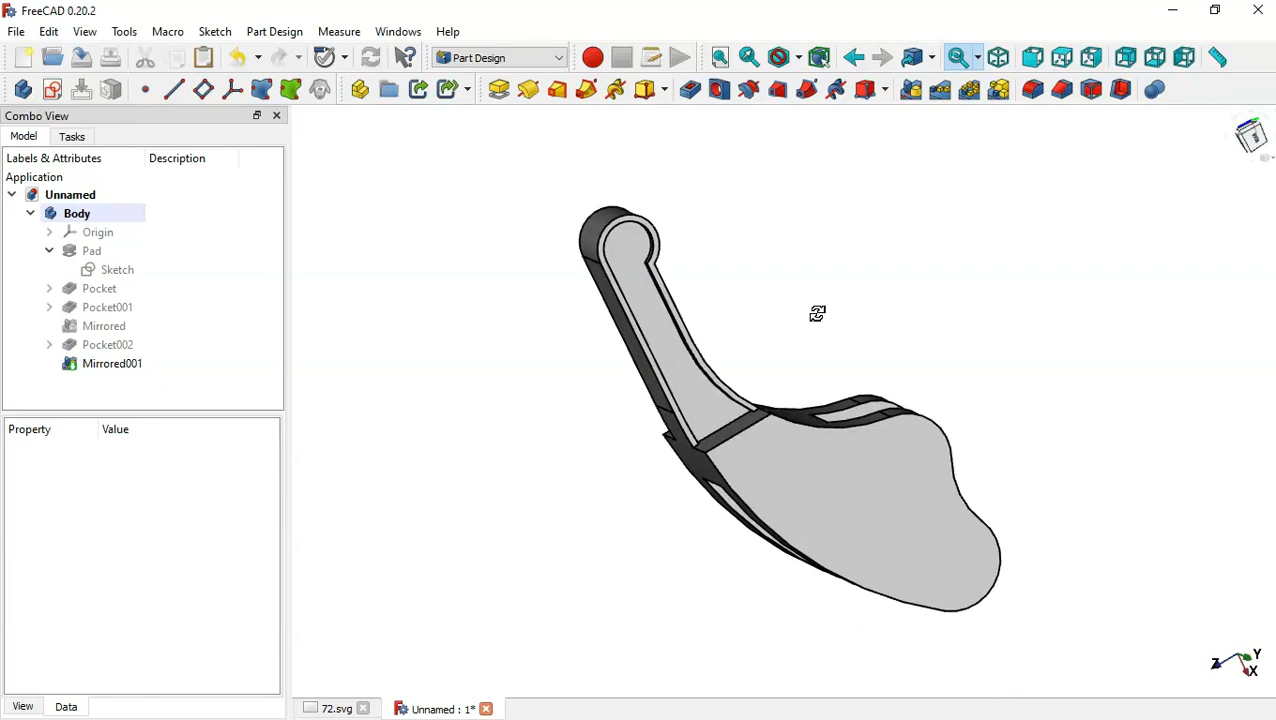 FreeCAD 0.20.2
File Edit View Tools Macro Sketch Part Design Measure Windows Help
Part Design
Combo View
Model Tasks
Labels & Attributes Description
Application
Unnamed
Body
Origin
Pad
Sketch
Pocket
Pocket001
Mirrored
Pocket002
Mirrored001
Property Value
View Data
72.svg Unnamed : 1*
Z Y
X